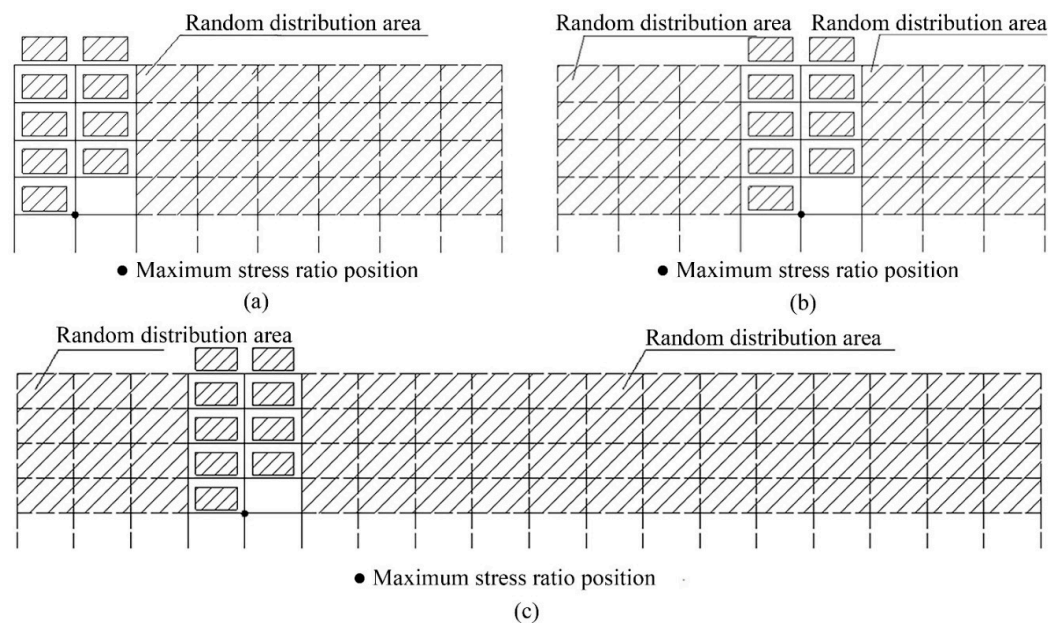 Random distribution area
● Maximum stress ratio position
(a)
Random distribution area
Random distribution area
● Maximum stress ratio position
(b)
Random distribution area
Random distribution area
● Maximum stress ratio position
(c)